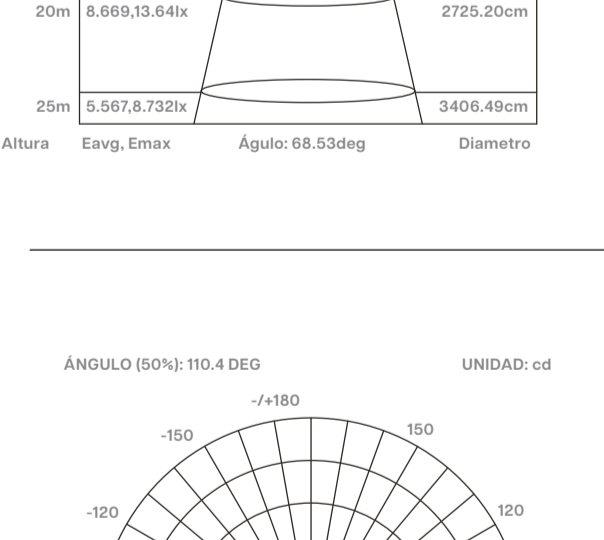 20m 8.669,13.64lx 2725.20cm
25m 5.567,8.732lx 3406.49cm
Altura Eavg, Emax Águlo: 68.53deg Diametro
ÁNGULO (50%): 110.4 DEG UNIDAD: cd
-/+180
-150 150
-120 120